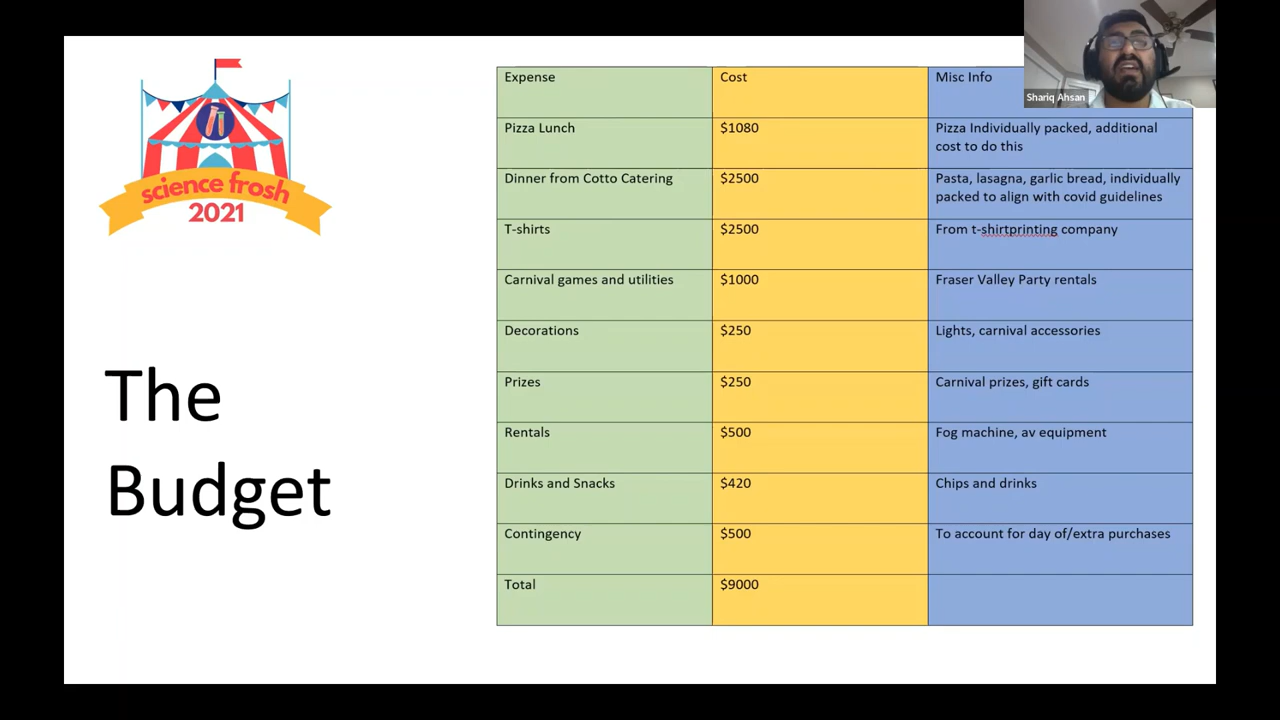 science frosh
2021
The
Budget
Expense
Cost
Misc Info
Pizza Lunch
$1080
Pizza Individually packed, additional
cost to do this
Dinner from Cotto Catering
$2500
Pasta, lasagna, garlic bread, individually
packed to align with covid guidelines
T-shirts
$2500
From t-shirtprinting company
Carnival games and utilities
$1000
Fraser Valley Party rentals
Decorations
$250
Lights, carnival accessories
Prizes
$250
Carnival prizes, gift cards
Rentals
$500
Fog machine, av equipment
Drinks and Snacks
$420
Chips and drinks
Contingency
$500
To account for day of/extra purchases
Total
$9000
Shariq Ahsan